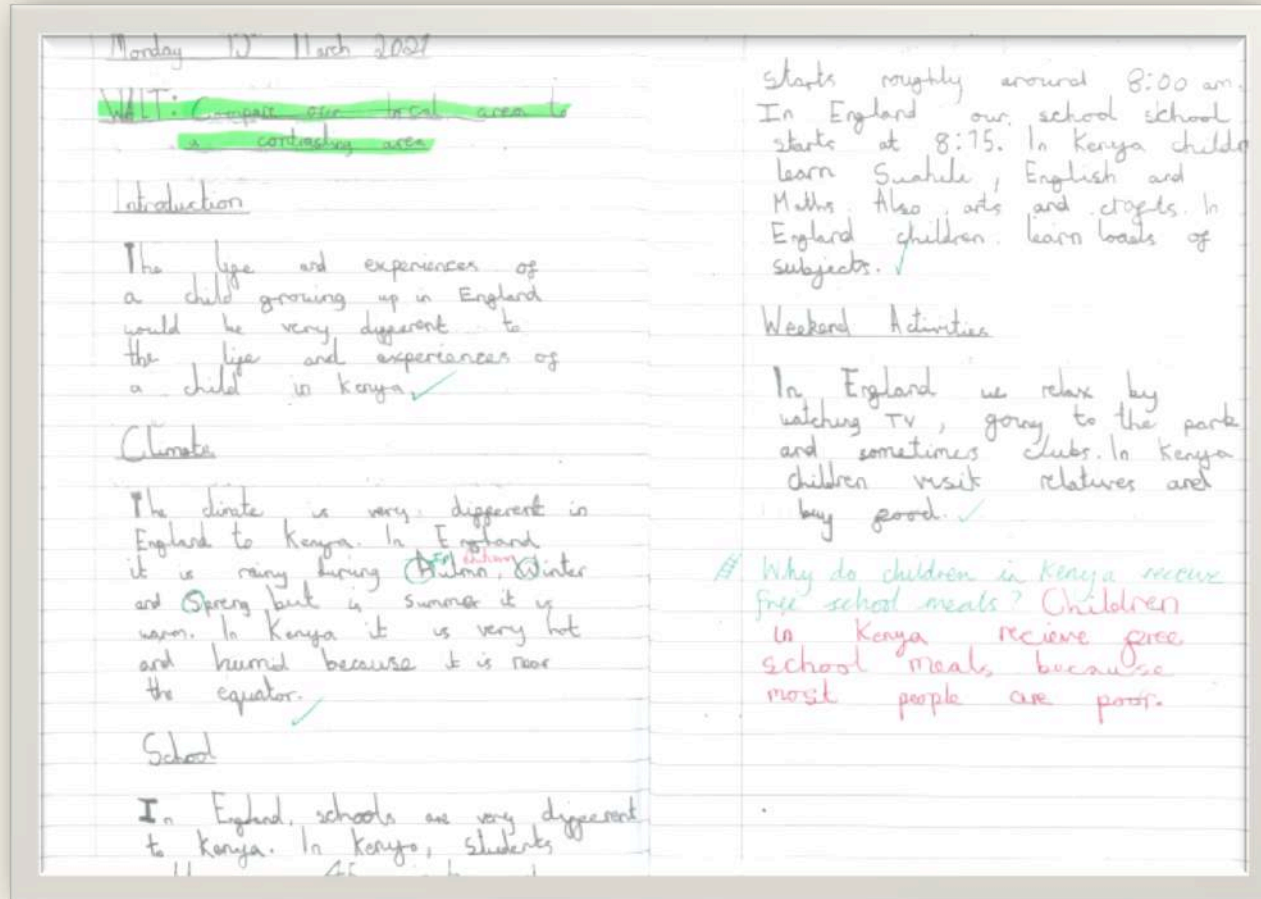 Monday 15th March 2021
WALT: Compare our local area to
a contrasting area
Introduction
The life and experiences of
a child growing up in England
would be very different to
the life and experiences of
a child in Kenya.
Climate
The climate is very different in
England to Kenya. In England
it is rainy during Autmn, Winter
and Spreng but in summer it is
warm. In Kenya it is very hot
and humid because it is near
the equator.
School
In England, schools are very different
to Kenya. In Kenya, students
starts roughly around 8:00 am.
In England our school school
starts at 8:75. In Kenya childr
learn Suahile, English and
Maths. Also arts and crafts. In
England children learn loads of
subjects.
Weekend Activities
In England we relax by
watching TV, going to the park
and sometimes clubs. In Kenya
children visit relatives and
buy food.
Why do children in Kenya receive
free school meals? Children
in Kenya recieve free
school meals because
most people are poor.